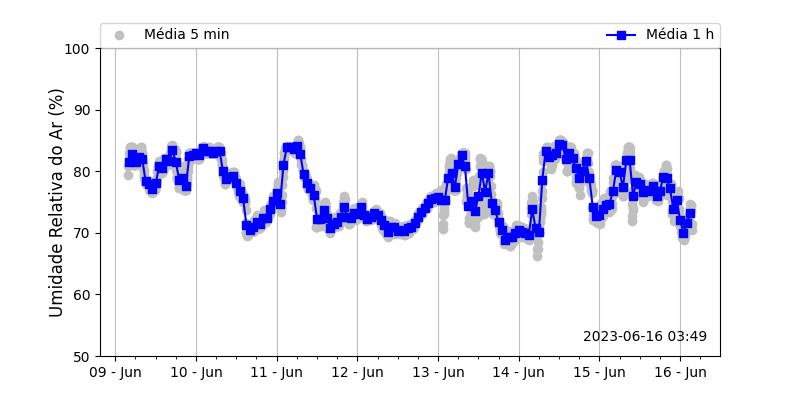 Média 5 min
Média 1 h
100
90
80
70
60
50
Umidade Relativa do Ar (%)
2023-06-16 03:49
09 - Jun
10 - Jun
11 - Jun
12 - Jun
13 - Jun
14 - Jun
15 - Jun
16 - Jun